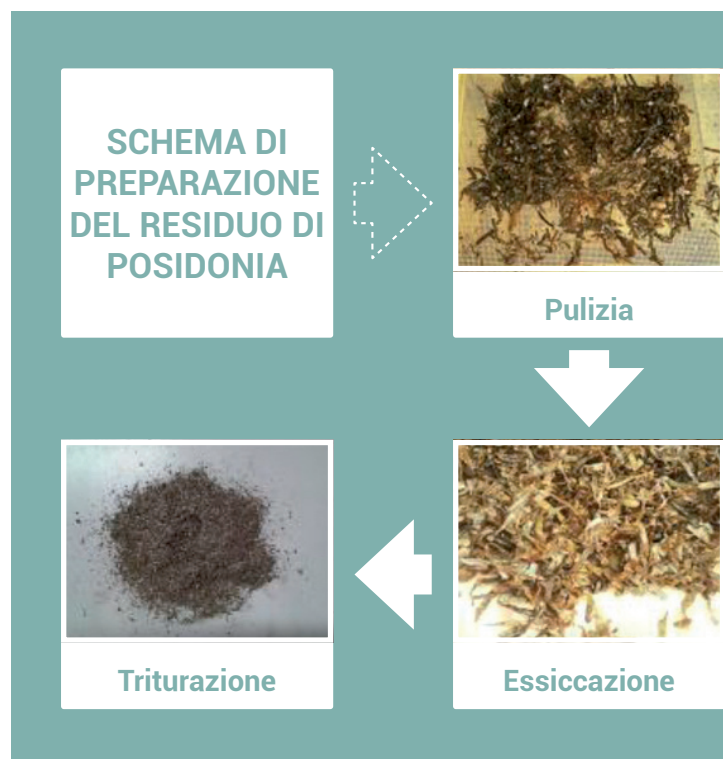 SCHEMA DI
PREPARAZIONE
DEL RESIDUO DI
POSIDONIA
Pulizia
Essiccazione
Triturazione